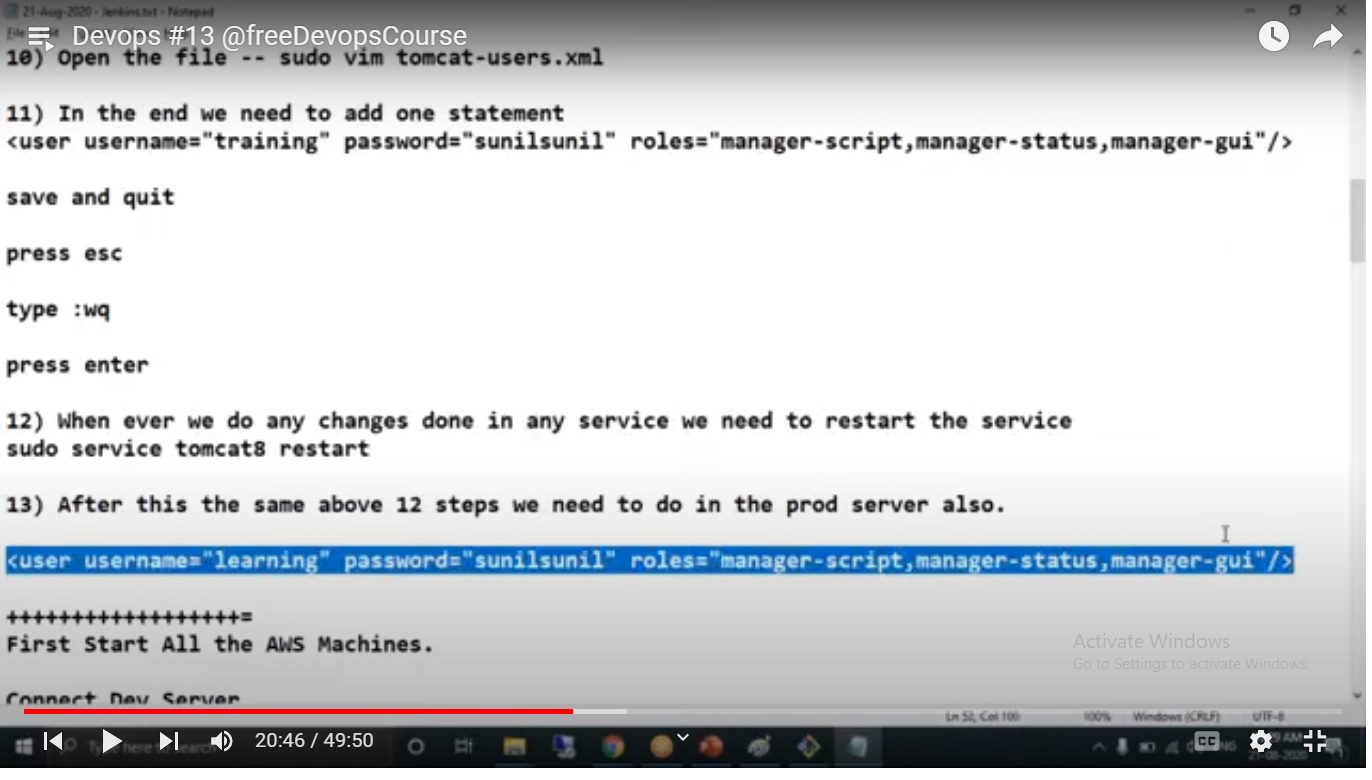 21-Aug-2020 - Jenkins.txt - Notepad
Devops #13 @freeDevopsCourse
10) Open the file -- sudo vim tomcat-users.xml
11) In the end we need to add one statement
<user username="training" password="sunilsunil" roles="manager-script,manager-status,manager-gui"/>
save and quit
press esc
type :wq
press enter
12) When ever we do any changes done in any service we need to restart the service
sudo service tomcat8 restart
13) After this the same above 12 steps we need to do in the prod server also.
<user username="learning" password="sunilsunil" roles="manager-script,manager-status,manager-gui"/>
++++++++++++++++++=
First Start All the AWS Machines.
Activate Windows
Go to Settings to activate Windows.
Connect Dev Server
Ln 52, Col 100 100% Windows (CRLF) UTF-8
20:46 / 49:50
CC
21-08-2020